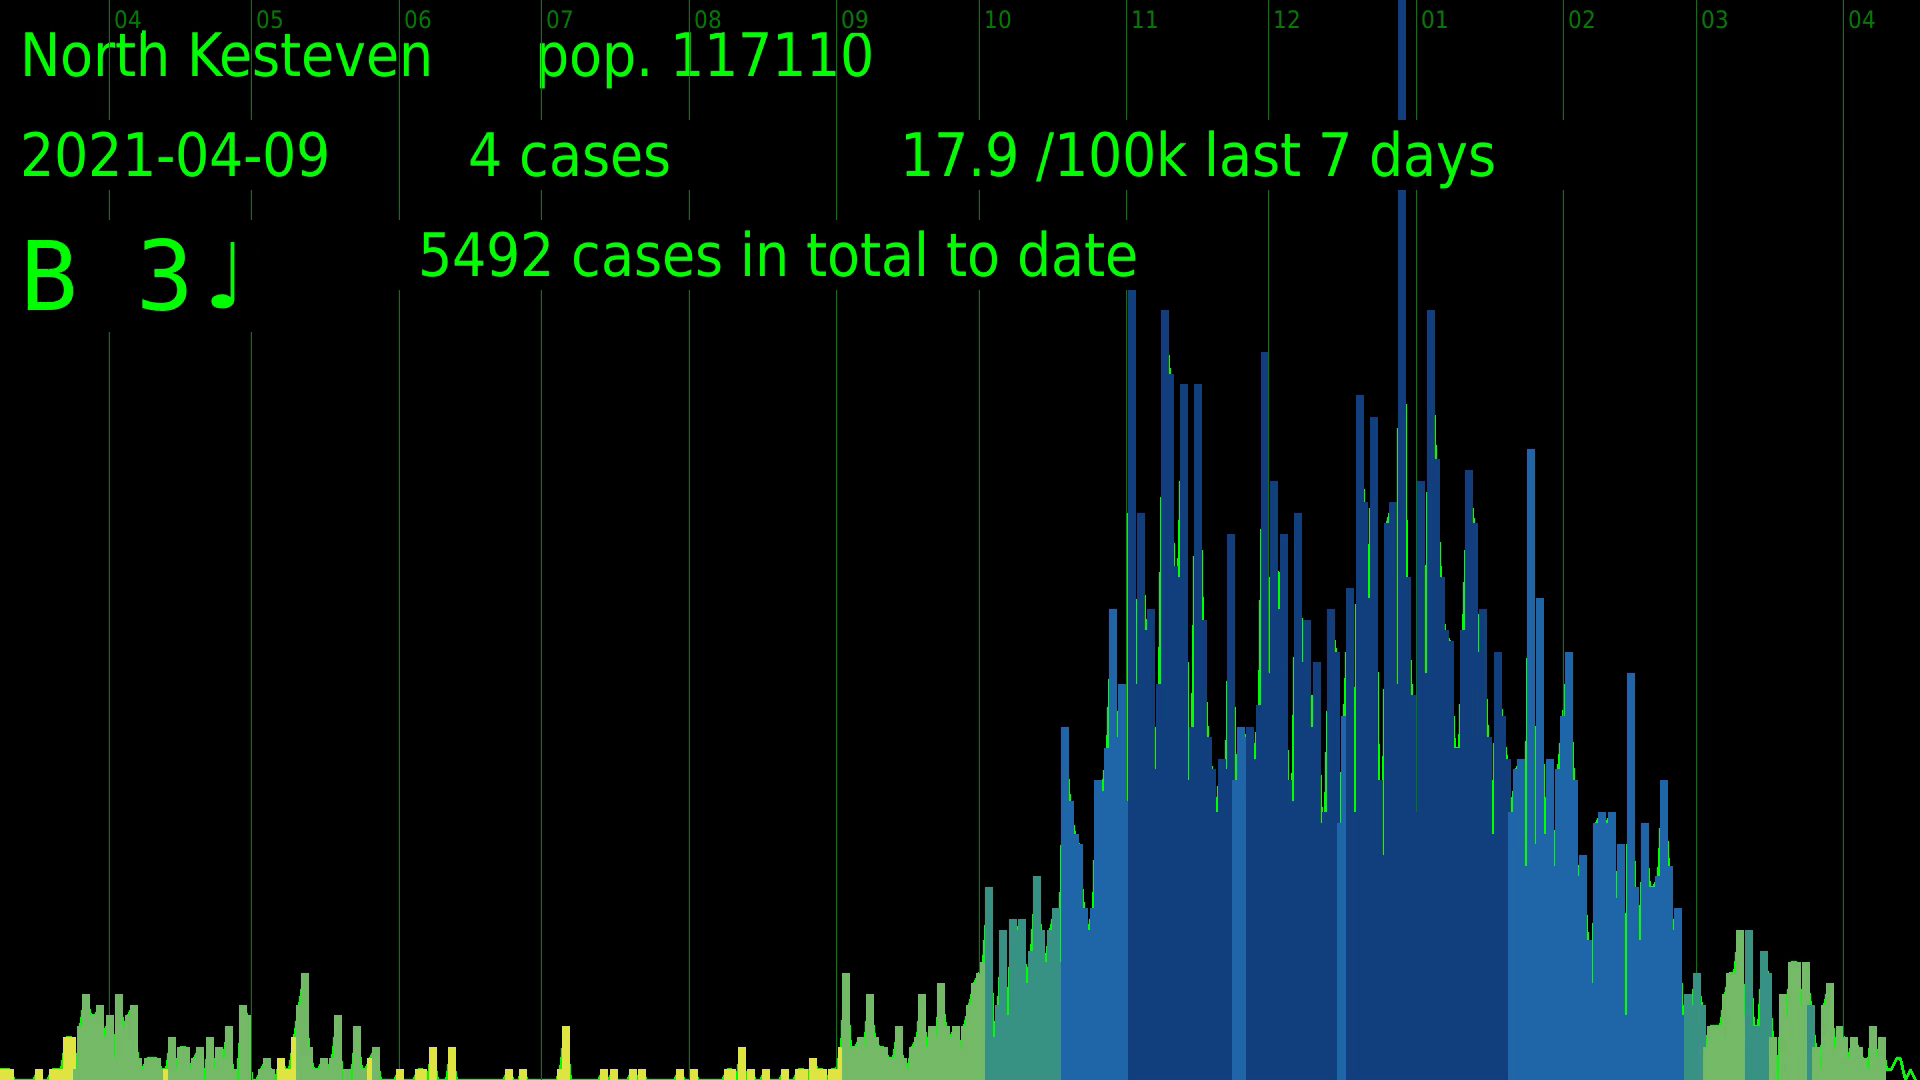 04 05 06 07 08 09 10 11 12 01 02 03 04
North Kesteven pop. 117110
2021-04-09 4 cases 17.9 /100k last 7 days
B 3♩ 5492 cases in total to date